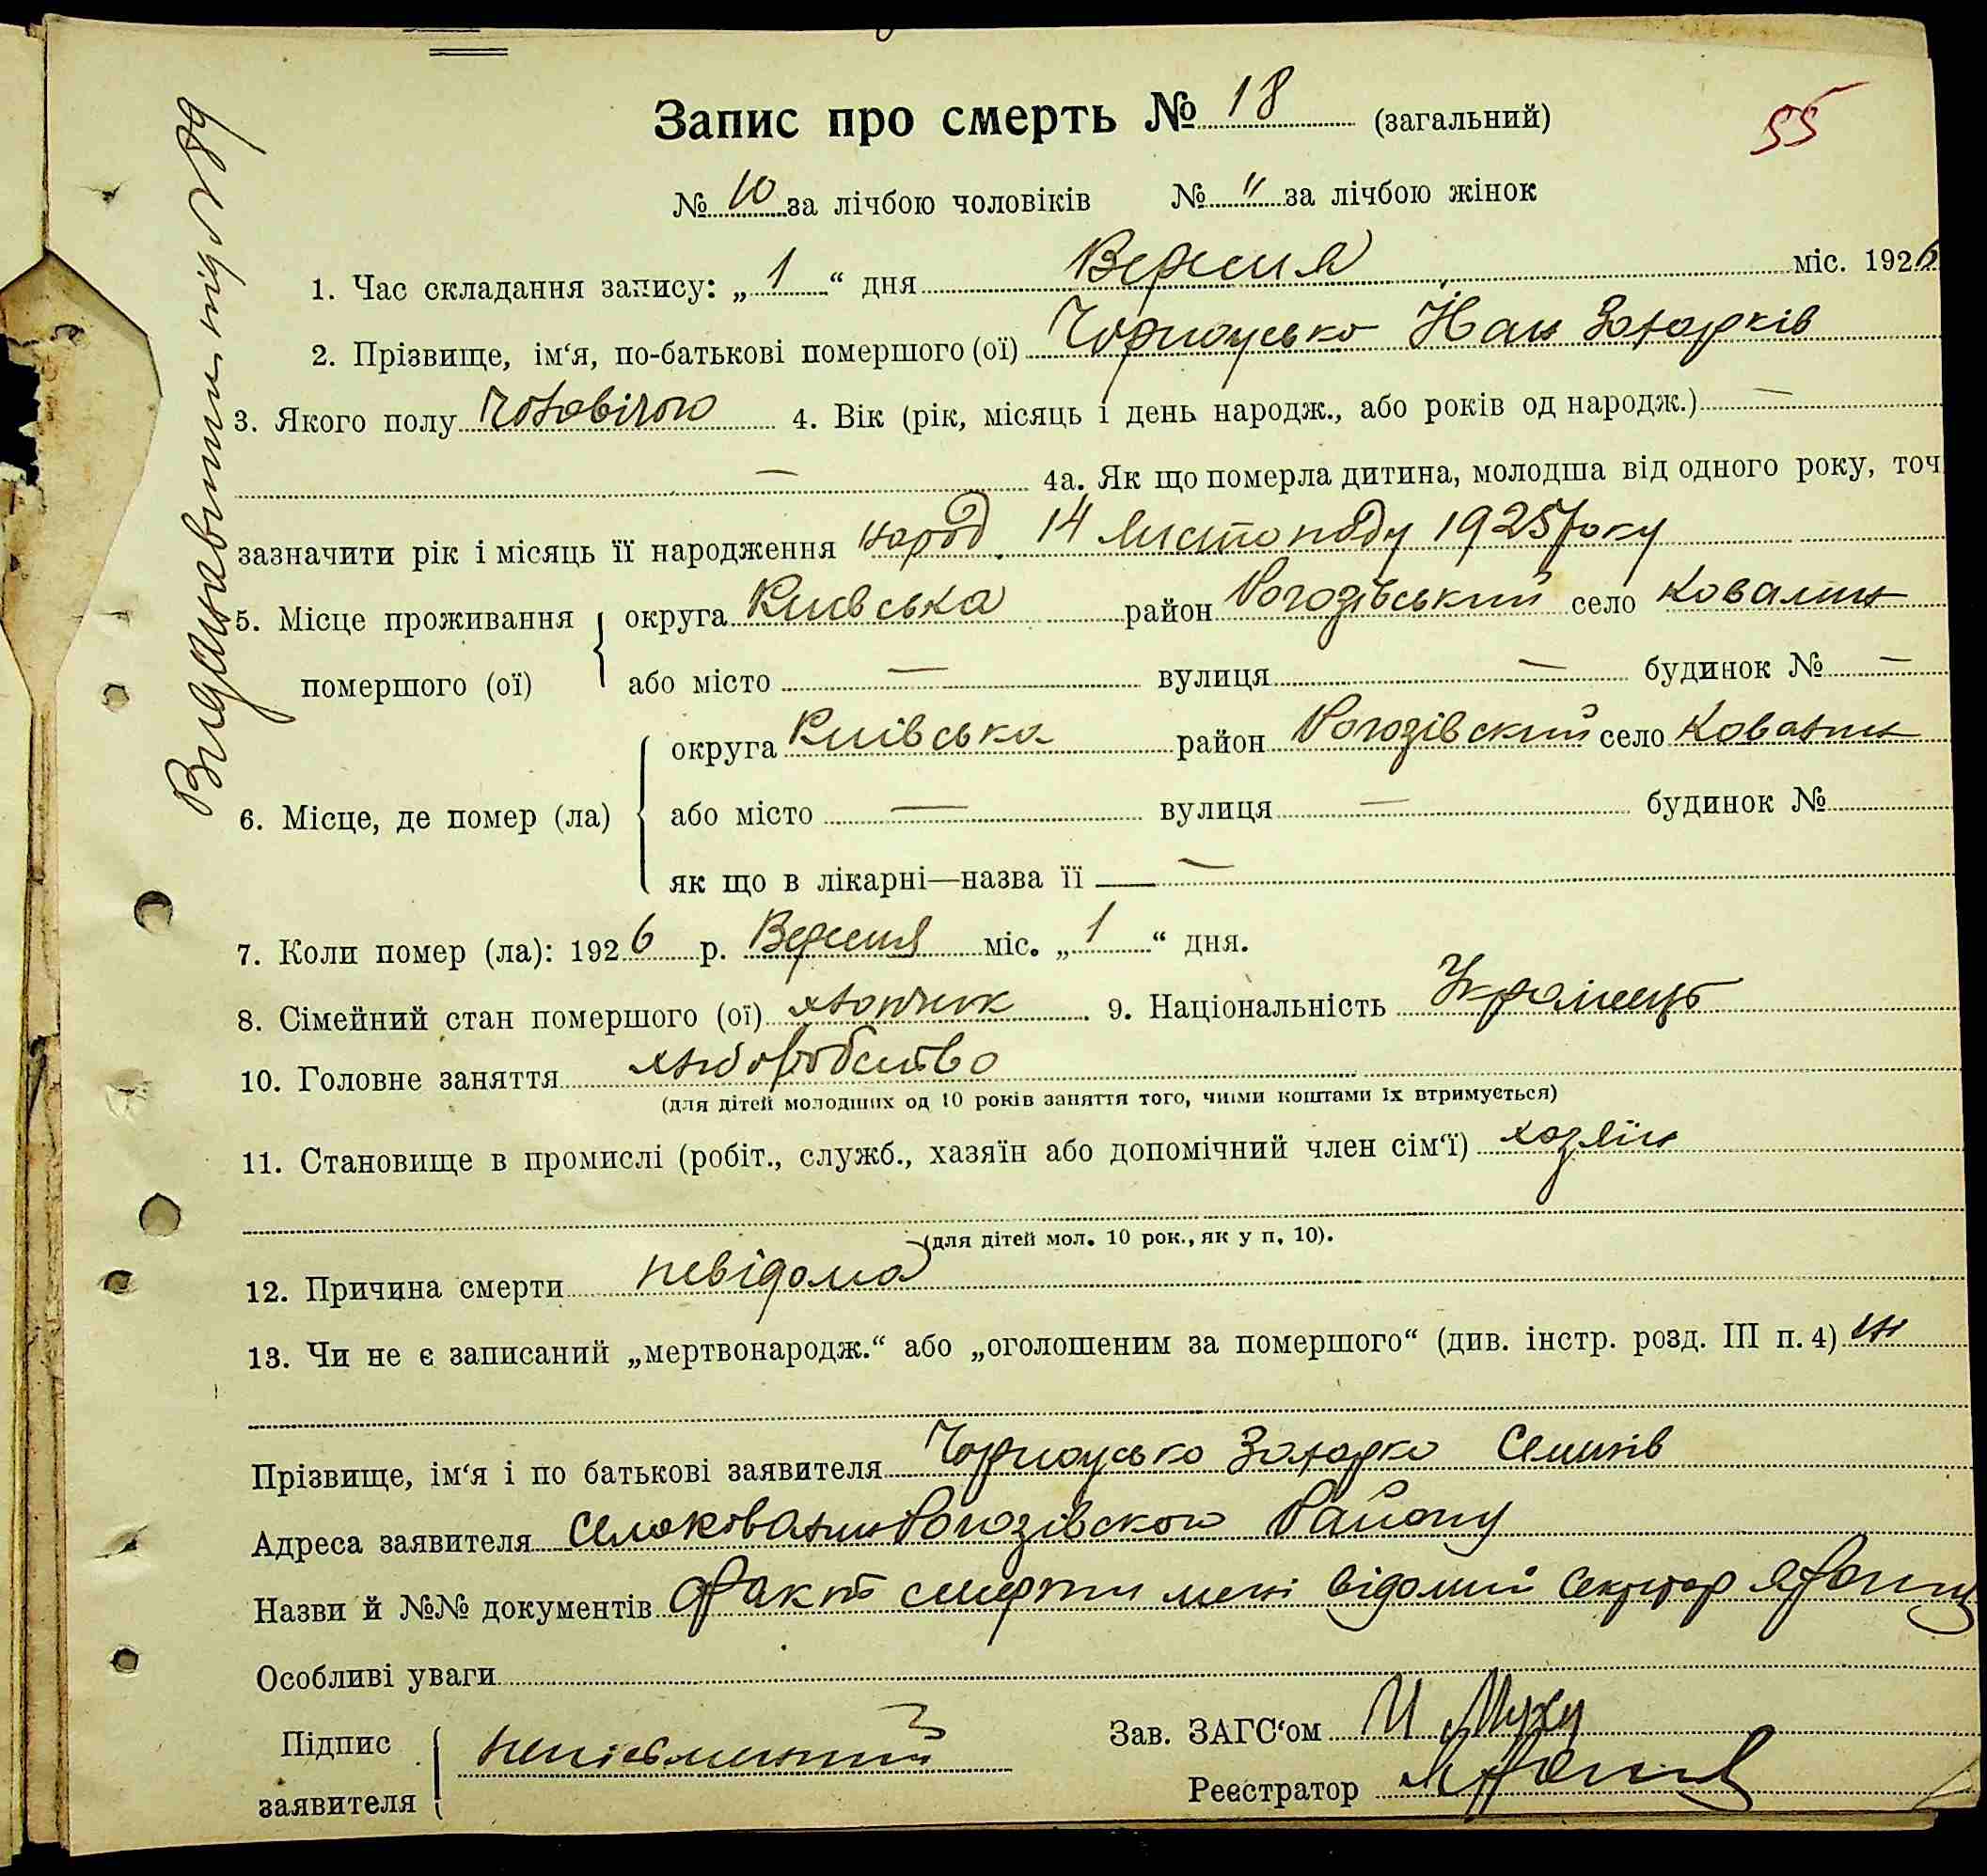 Запис про смерть № 18 (загальний)
55
№ 10 за лічбою чоловіків № " за лічбою жінок
1. Час складання запису: „ 1 “ дня Вересня міс. 1926
2. Прізвище, ім‘я, по-батькові помершого (ої) Чорноусько Йан Захарків
3. Якого полу чоловічого 4. Вік (рік, місяць і день народж., або років од народж.) —
— 4а. Як що померла дитина, молодша від одного року, точ
зазначити рік і місяць її народження народ. 14 листопаду 1925 року
5. Місце проживання округа Київська район Рогозівський село Ковалин
помершого (ої) або місто — вулиця — будинок № —
округа Київська район Рогозівский село Ковалин
6. Місце, де помер (ла) або місто — вулиця — будинок №
як що в лікарні—назва її —
7. Коли помер (ла): 1926 р. Вересня міс. „ 1 “ дня.
8. Сімейний стан помершого (ої) хлопчик 9. Національність Українець
10. Головне заняття хліборобство
(для дітей молодших од 10 років заняття того, чиїми коштами їх втримується)
11. Становище в промислі (робіт., служб., хазяїн або допомічний член сім‘ї) хозяїн
(для дітей мол. 10 рок., як у п. 10).
12. Причина смерти невідома
13. Чи не є записаний „мертвонародж.“ або „оголошеним за помершого“ (див. інстр. розд. III п. 4) ні
Прізвище, ім‘я і по батькові заявителя Чорноусько Захарко Семинів
Адреса заявителя село Ковалин Рогозівского Району
Назви й №№ документів Факт смерти мені відомий Секретар
Особливі уваги
Підпис заявителя неписьменний
Зав. ЗАГС‘ом И Муху
Реєстратор